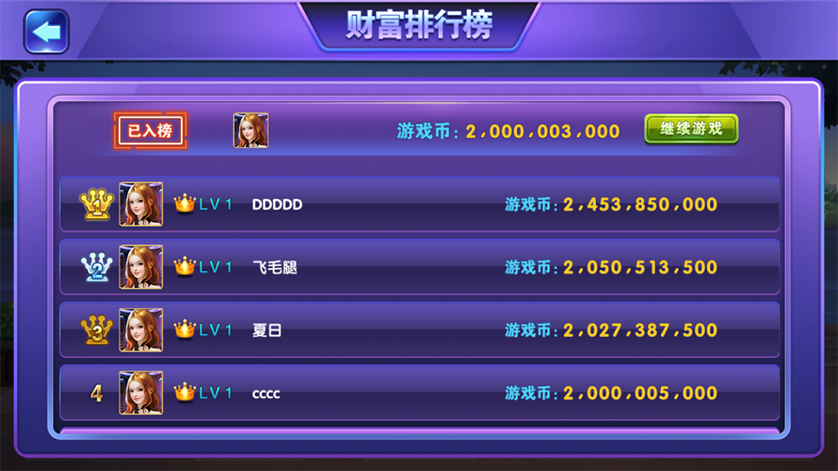 财富排行榜
已入榜 游戏币: 2,000,003,000 继续游戏
1 LV 1 DDDDD 游戏币: 2,453,850,000
2 LV 1 飞毛腿 游戏币: 2,050,513,500
3 LV 1 夏日 游戏币: 2,027,387,500
4 LV 1 cccc 游戏币: 2,000,005,000